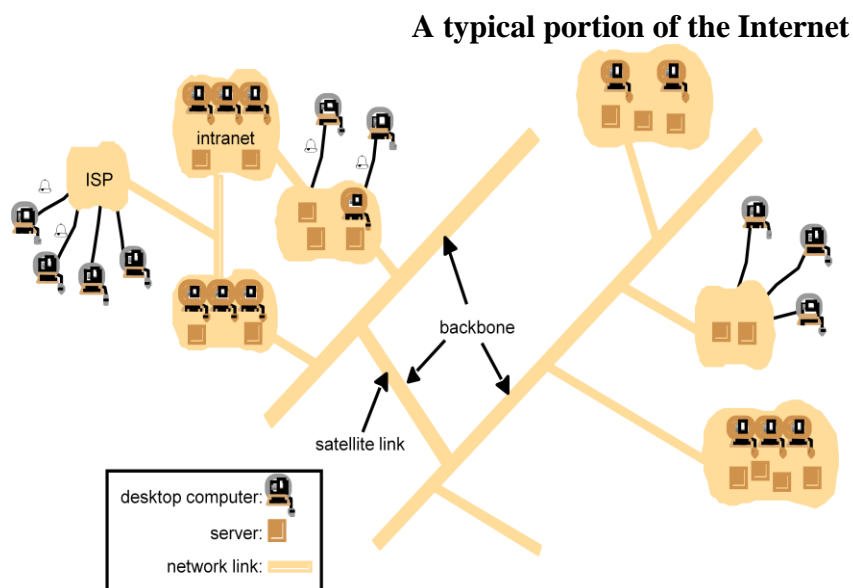 A typical portion of the Internet
intranet
ISP
backbone
satellite link
desktop computer:
server:
network link: